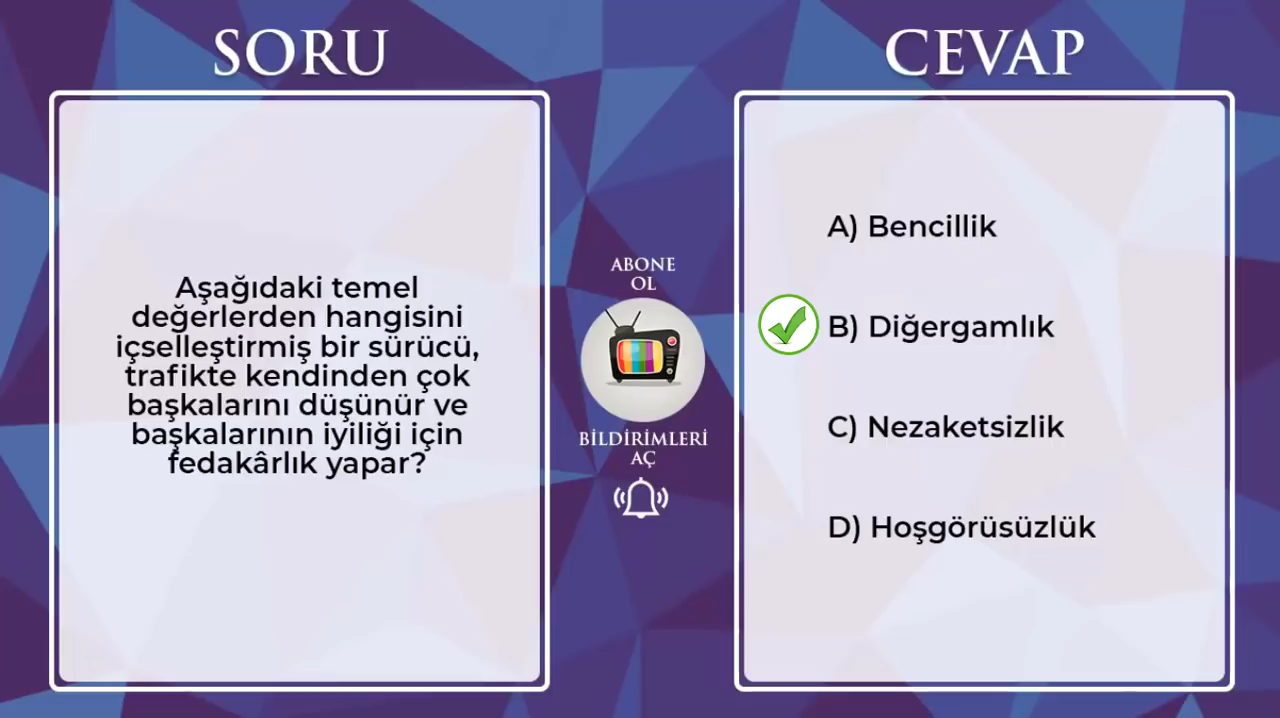 SORU
Aşağıdaki temel
değerlerden hangisini
içselleştirmiş bir sürücü,
trafikte kendinden çok
başkalarını düşünür ve
başkalarının iyiliği için
fedakârlık yapar?
ABONE
OL
BİLDİRİMLERİ
AÇ
CEVAP
A) Bencillik
B) Diğergamlık
C) Nezaketsizlik
D) Hoşgörüsüzlük